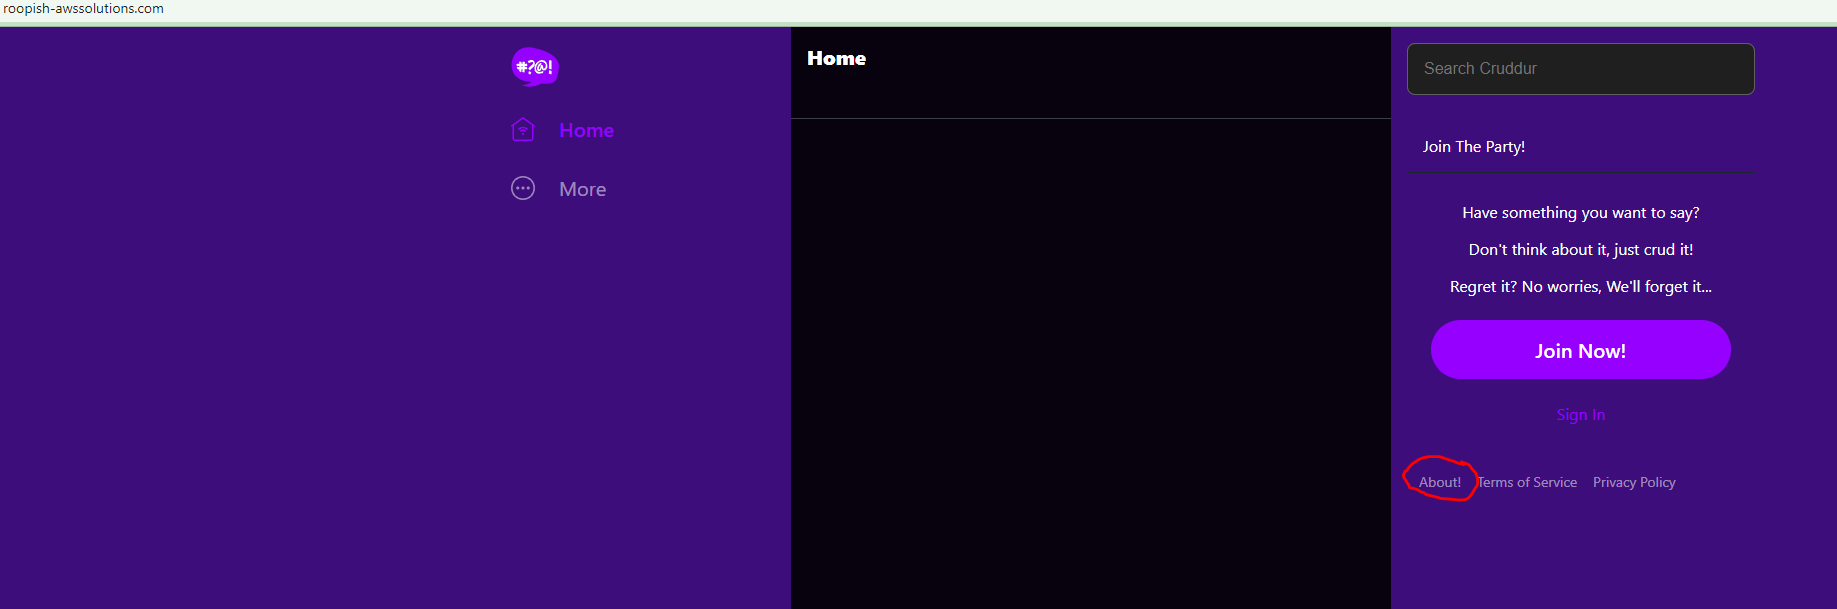 roopish-awssolutions.com
#?@!
Home
More
Home
Search Cruddur
Join The Party!
Have something you want to say?
Don't think about it, just crud it!
Regret it? No worries, We'll forget it...
Join Now!
Sign In
About! Terms of Service Privacy Policy